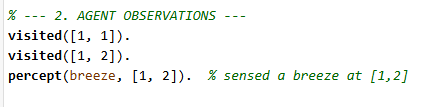 % --- 2. AGENT OBSERVATIONS ---
visited([1, 1]).
visited([1, 2]).
percept(breeze, [1, 2]).  % sensed a breeze at [1,2]